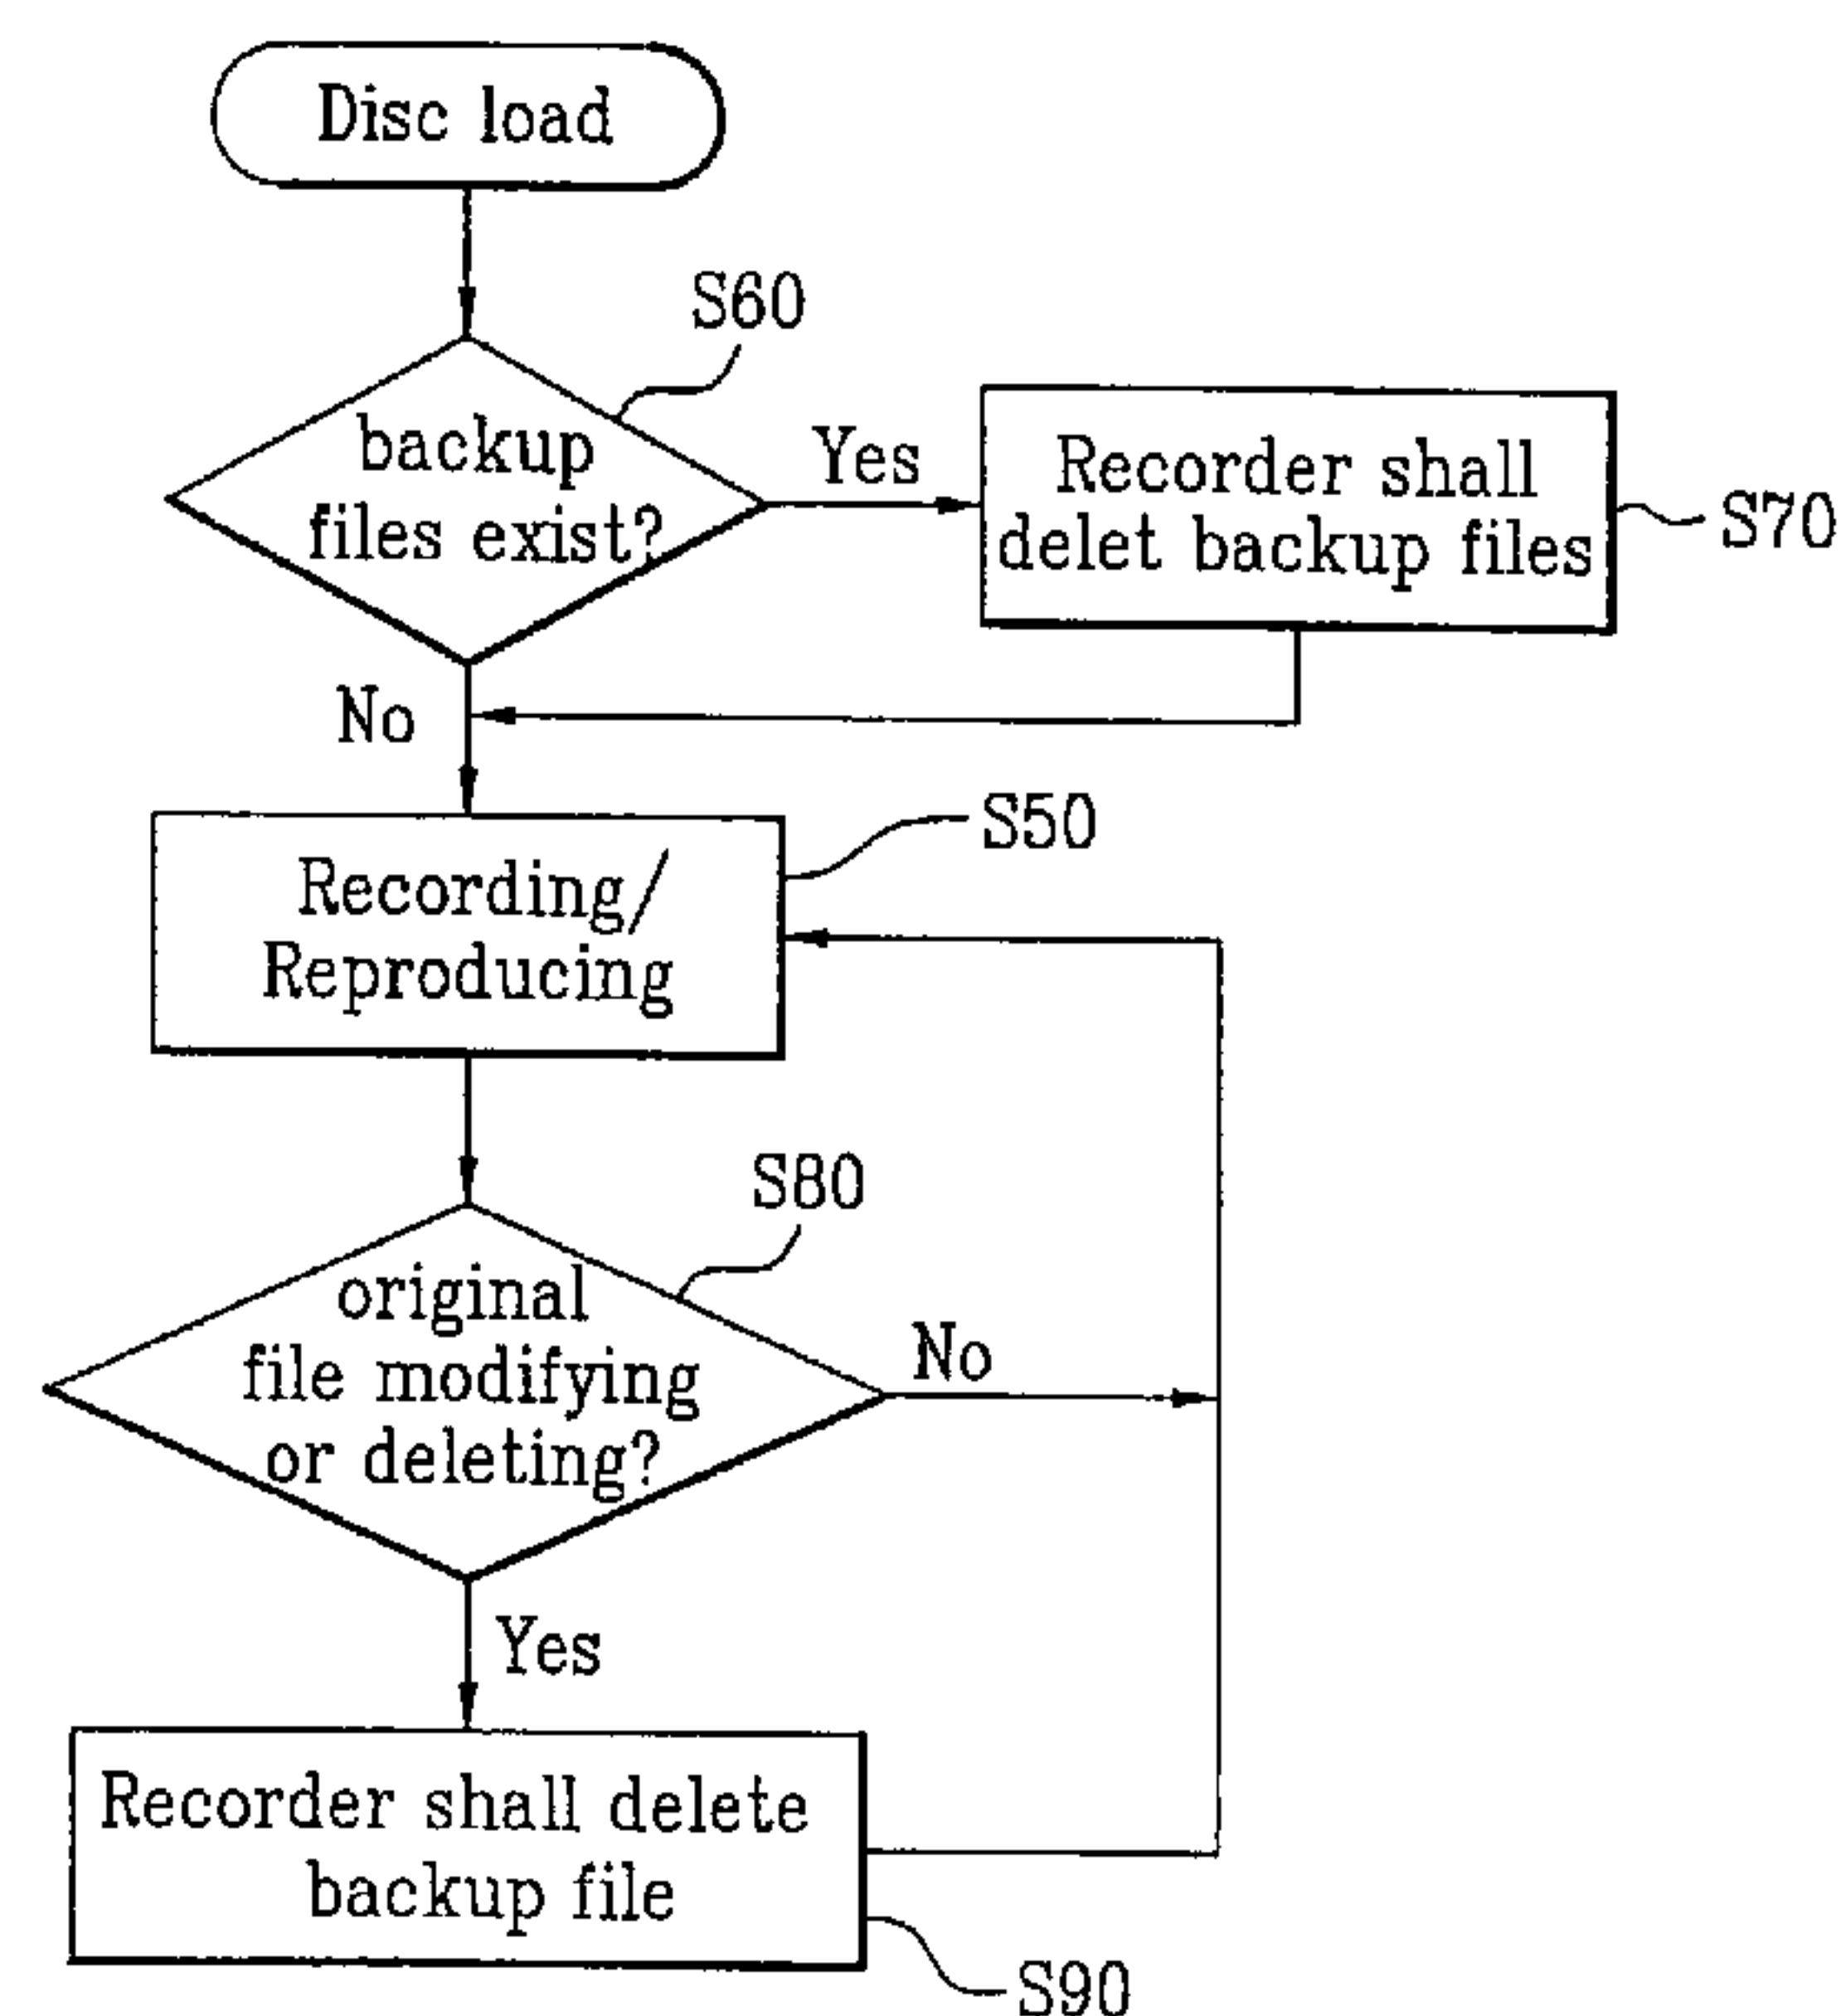 Disc load
S60
backup
files exist?
Yes
Recorder shall
delet backup files
S70
No
S50
Recording/
Reproducing
S80
original
file modifying
or deleting?
No
Yes
Recorder shall delete
backup file
S90